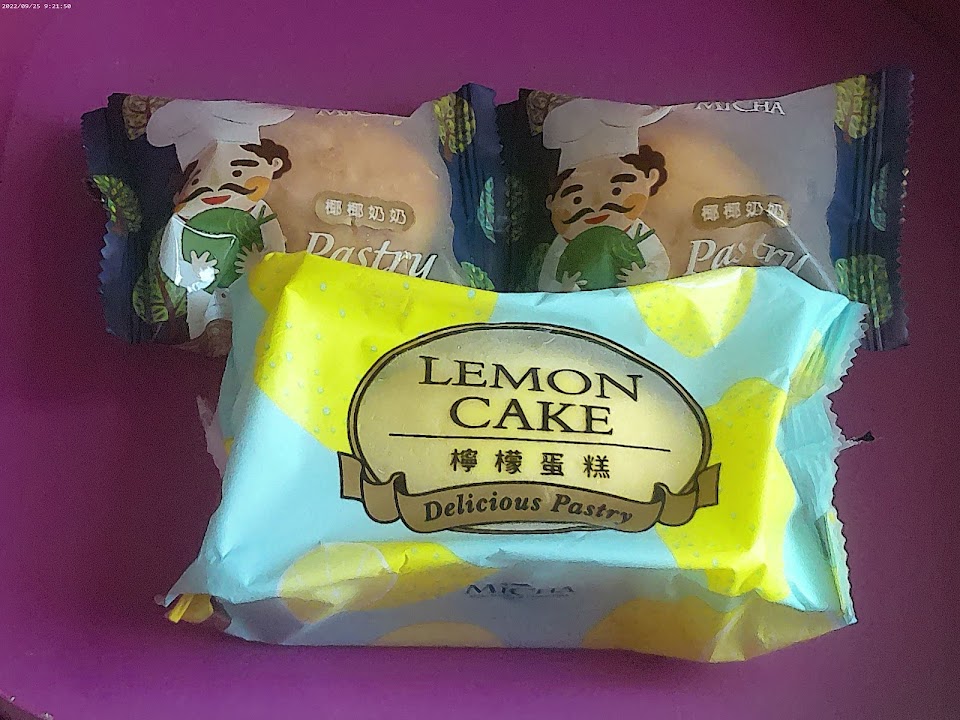 2022/09/25 9:21:50
MiCHA
椰椰奶奶
Pastry
MiCHA
椰椰奶奶
Pastry
LEMON
CAKE
檸檬蛋糕
Delicious Pastry
MiCHA